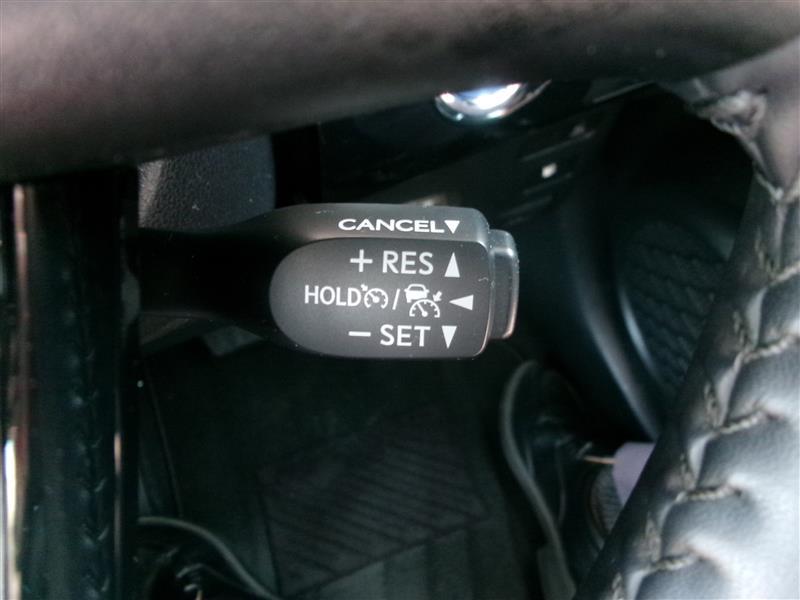 CANCEL▼
+ RES ▲
HOLD / ◀
− SET ▼